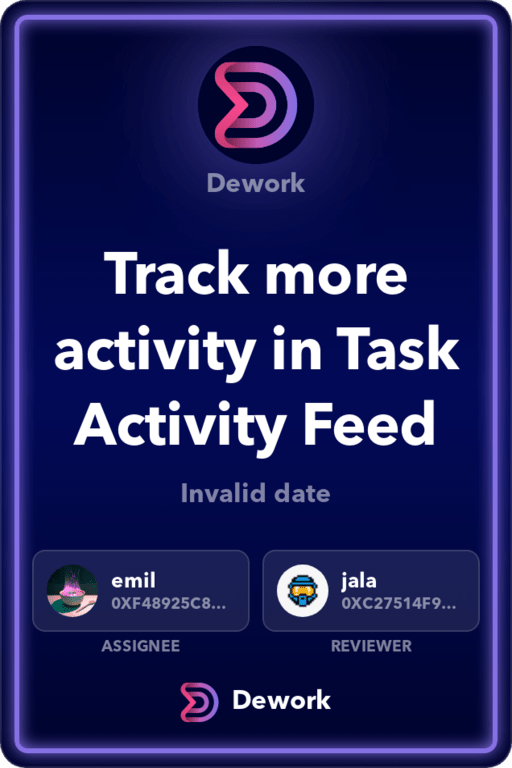 Dework
Track more
activity in Task
Activity Feed
Invalid date
emil
0XF48925C8...
ASSIGNEE
jala
0XC27514F9...
REVIEWER
Dework